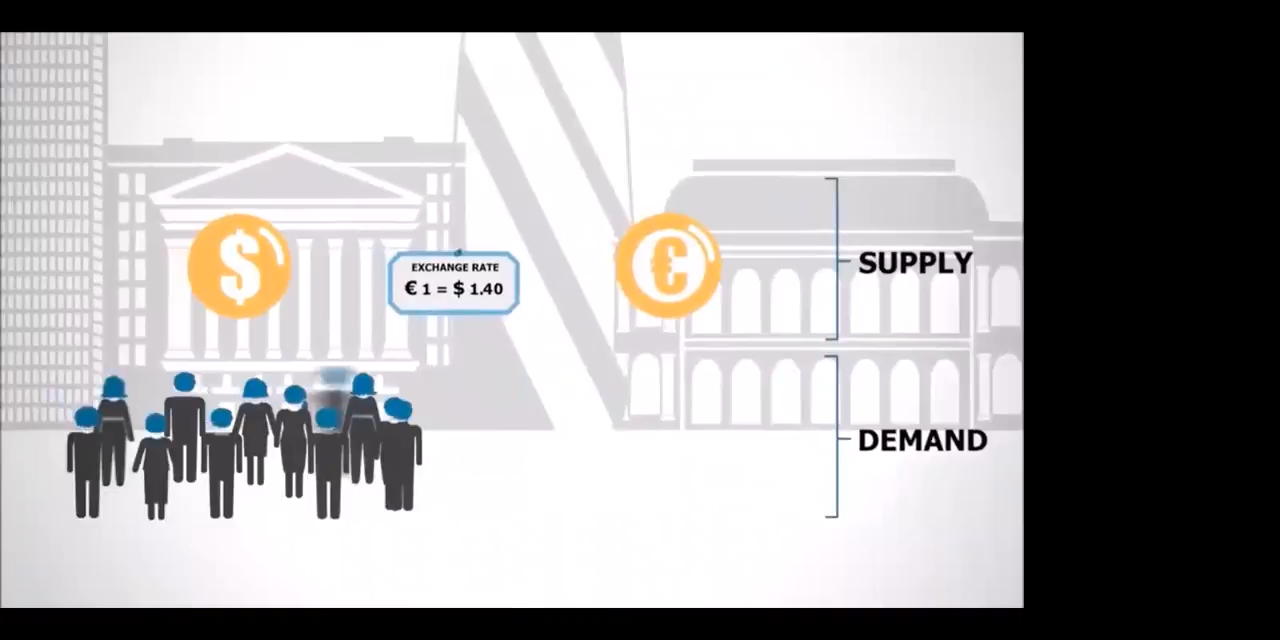 $
EXCHANGE RATE
€ 1 = $ 1.40
€
SUPPLY
DEMAND